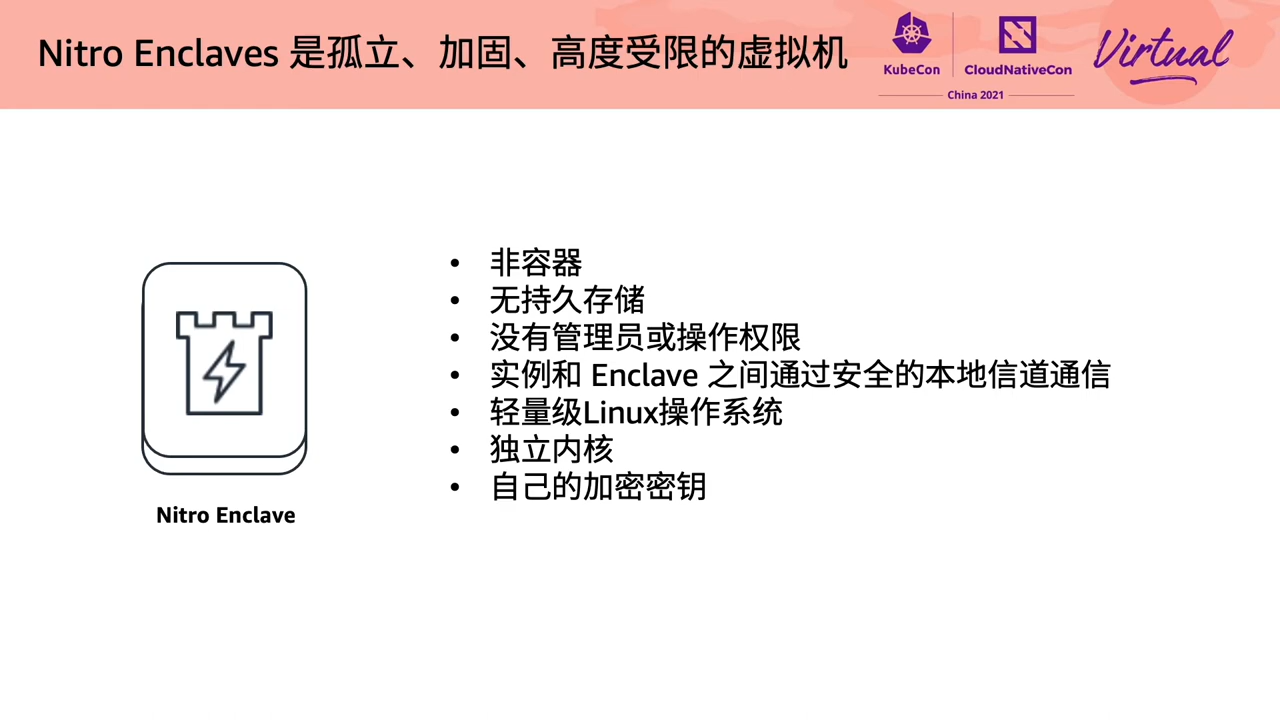 Nitro Enclaves 是孤立、加固、高度受限的虚拟机
KubeCon
CloudNativeCon
China 2021
Virtual
• 非容器
• 无持久存储
• 没有管理员或操作权限
• 实例和 Enclave 之间通过安全的本地信道通信
• 轻量级Linux操作系统
• 独立内核
• 自己的加密密钥
Nitro Enclave